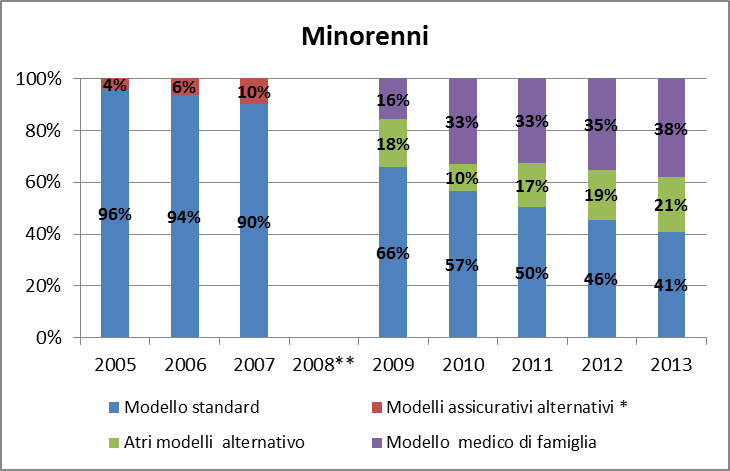 Minorenni
100%
80%
60%
40%
20%
0%
4% 6% 10% 16% 33% 33% 35% 38%
18% 10% 17% 19% 21%
96% 94% 90% 66% 57% 50% 46% 41%
2005 2006 2007 2008** 2009 2010 2011 2012 2013
Modello standard Modelli assicurativi alternativi *
Atri modelli alternativo Modello medico di famiglia